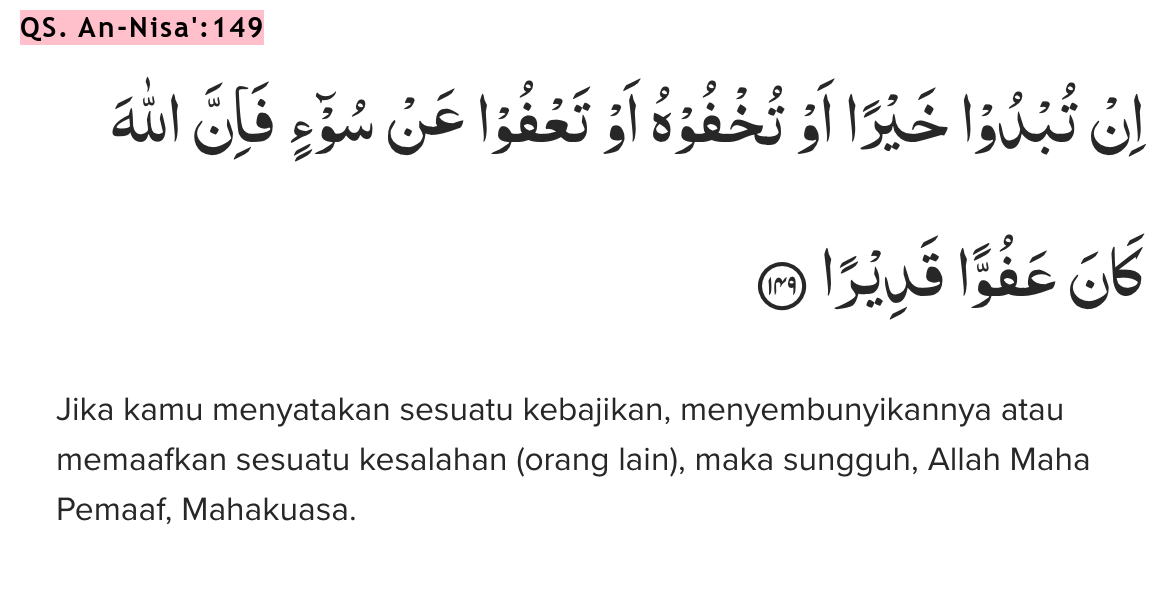 QS. An-Nisa':149
اِنْ تُبْدُوْا خَيْرًا اَوْ تُخْفُوْهُ اَوْ تَعْفُوْا عَنْ سُوْۤءٍ فَاِنَّ اللّٰهَ
كَانَ عَفُوًّا قَدِيْرًا ١٤٩
Jika kamu menyatakan sesuatu kebajikan, menyembunyikannya atau
memaafkan sesuatu kesalahan (orang lain), maka sungguh, Allah Maha
Pemaaf, Mahakuasa.